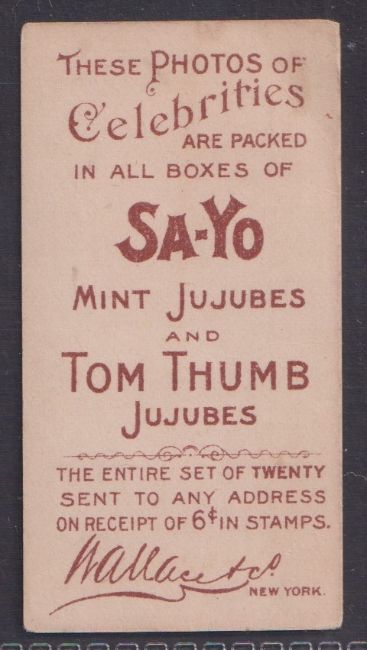 THESE PHOTOS OF
Celebrities
ARE PACKED
IN ALL BOXES OF
SA-YO
MINT JUJUBES
AND
TOM THUMB
JUJUBES
THE ENTIRE SET OF TWENTY
SENT TO ANY ADDRESS
ON RECEIPT OF 6¢ IN STAMPS.
Wallace & Co.
NEW YORK.